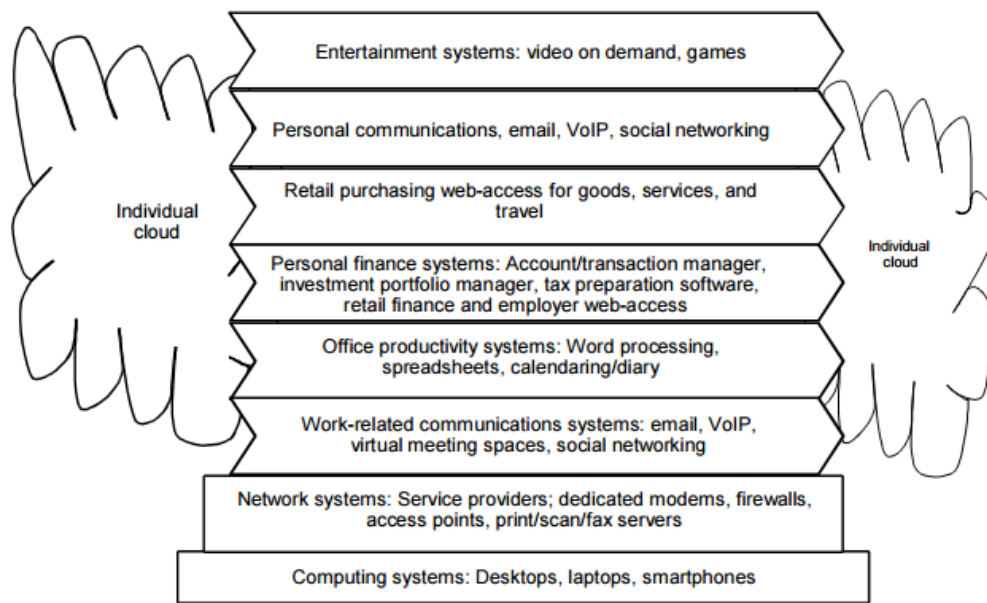 Entertainment systems: video on demand, games
Personal communications, email, VoIP, social networking
Retail purchasing web-access for goods, services, and
travel
Individual
cloud
Individual
cloud
Personal finance systems: Account/transaction manager,
investment portfolio manager, tax preparation software,
retail finance and employer web-access
Office productivity systems: Word processing,
spreadsheets, calendaring/diary
Work-related communications systems: email, VoIP,
virtual meeting spaces, social networking
Network systems: Service providers; dedicated modems, firewalls,
access points, print/scan/fax servers
Computing systems: Desktops, laptops, smartphones